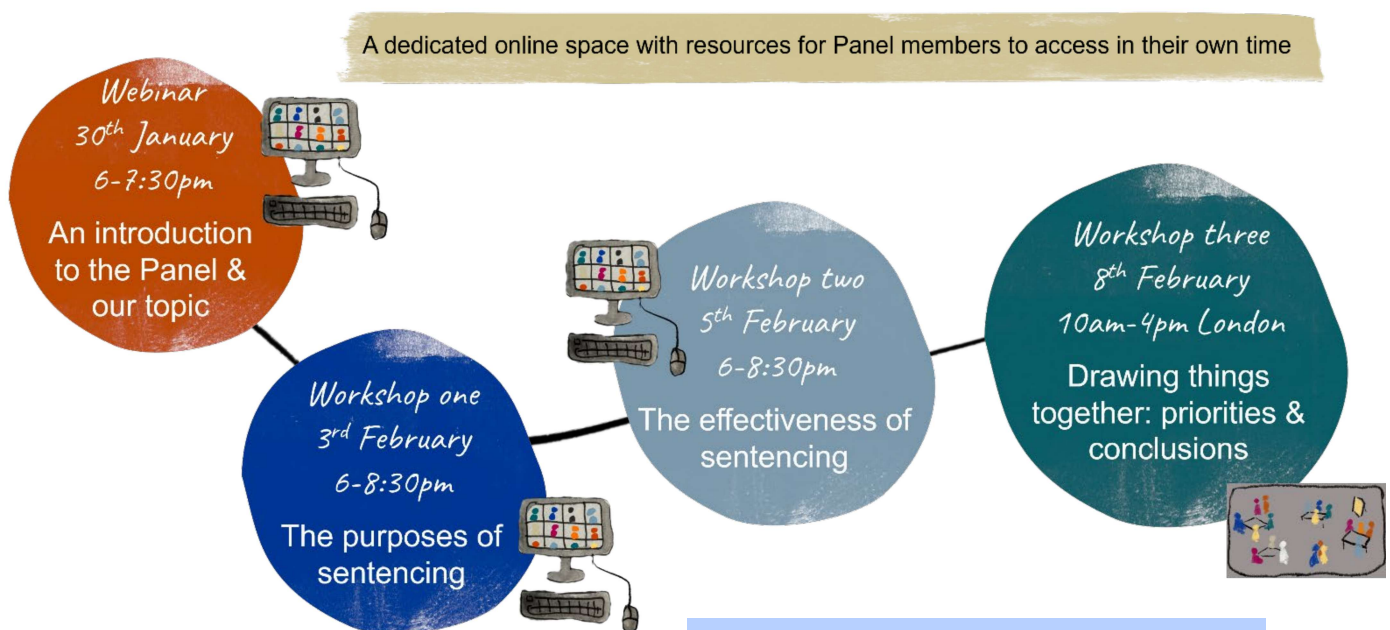 A dedicated online space with resources for Panel members to access in their own time
Webinar
30th January
6-7:30pm
An introduction
to the Panel &
our topic
Workshop one
3rd February
6-8:30pm
The purposes of
sentencing
Workshop two
5th February
6-8:30pm
The effectiveness of
sentencing
Workshop three
8th February
10am-4pm London
Drawing things
together: priorities &
conclusions